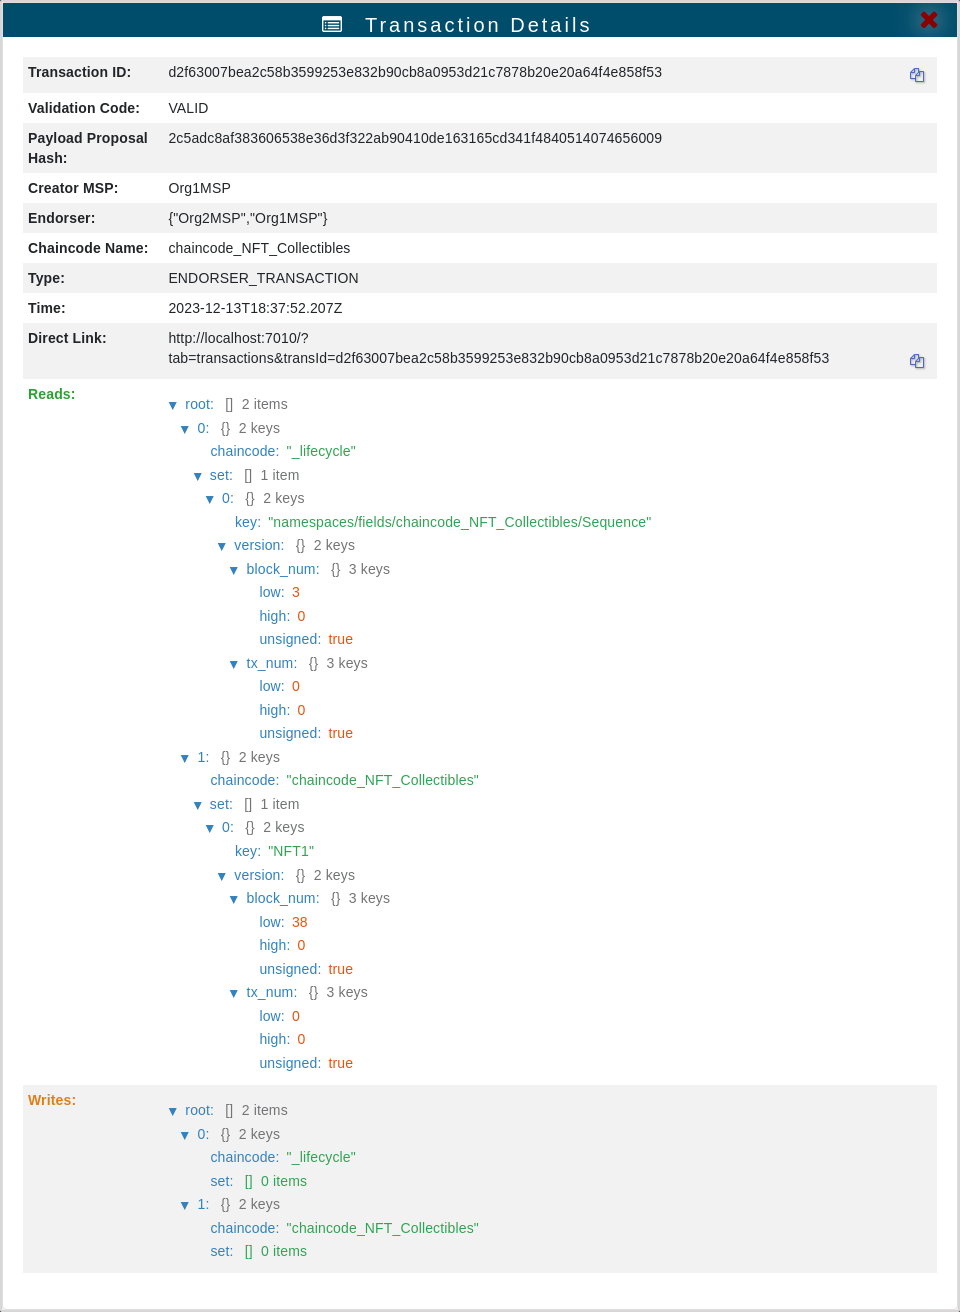 Transaction Details
Transaction ID: d2f63007bea2c58b3599253e832b90cb8a0953d21c7878b20e20a64f4e858f53
Validation Code: VALID
Payload Proposal Hash: 2c5adc8af383606538e36d3f322ab90410de163165cd341f4840514074656009
Creator MSP: Org1MSP
Endorser: {"Org2MSP","Org1MSP"}
Chaincode Name: chaincode_NFT_Collectibles
Type: ENDORSER_TRANSACTION
Time: 2023-12-13T18:37:52.207Z
Direct Link: http://localhost:7010/?
tab=transactions&transId=d2f63007bea2c58b3599253e832b90cb8a0953d21c7878b20e20a64f4e858f53
Reads:
▼ root: [] 2 items
▼ 0: {} 2 keys
chaincode: "_lifecycle"
▼ set: [] 1 item
▼ 0: {} 2 keys
key: "namespaces/fields/chaincode_NFT_Collectibles/Sequence"
▼ version: {} 2 keys
▼ block_num: {} 3 keys
low: 3
high: 0
unsigned: true
▼ tx_num: {} 3 keys
low: 0
high: 0
unsigned: true
▼ 1: {} 2 keys
chaincode: "chaincode_NFT_Collectibles"
▼ set: [] 1 item
▼ 0: {} 2 keys
key: "NFT1"
▼ version: {} 2 keys
▼ block_num: {} 3 keys
low: 38
high: 0
unsigned: true
▼ tx_num: {} 3 keys
low: 0
high: 0
unsigned: true
Writes:
▼ root: [] 2 items
▼ 0: {} 2 keys
chaincode: "_lifecycle"
set: [] 0 items
▼ 1: {} 2 keys
chaincode: "chaincode_NFT_Collectibles"
set: [] 0 items